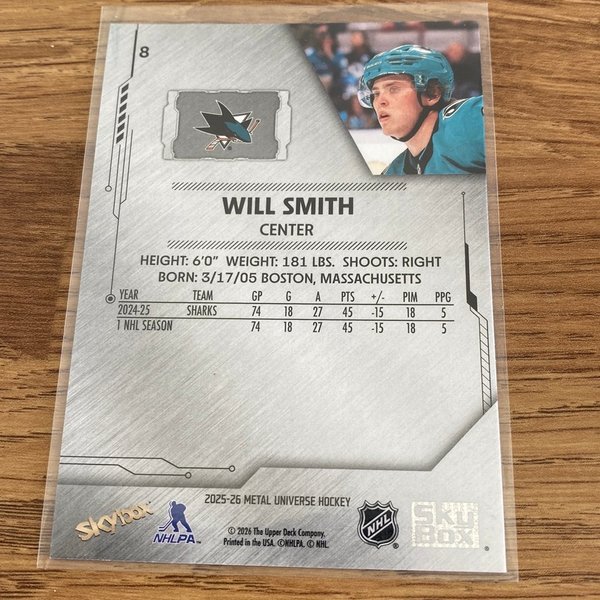 8
WILL SMITH
CENTER
HEIGHT: 6'0" WEIGHT: 181 LBS. SHOOTS: RIGHT
BORN: 3/17/05 BOSTON, MASSACHUSETTS
YEAR TEAM GP G A PTS +/- PIM PPG
2024-25 SHARKS 74 18 27 45 -15 18 5
1 NHL SEASON 74 18 27 45 -15 18 5
2025-26 METAL UNIVERSE HOCKEY
skybox
NHLPA
© 2026 The Upper Deck Company.
Printed in the USA. ©NHLPA. © NHL.
NHL
SKY
BOX
®